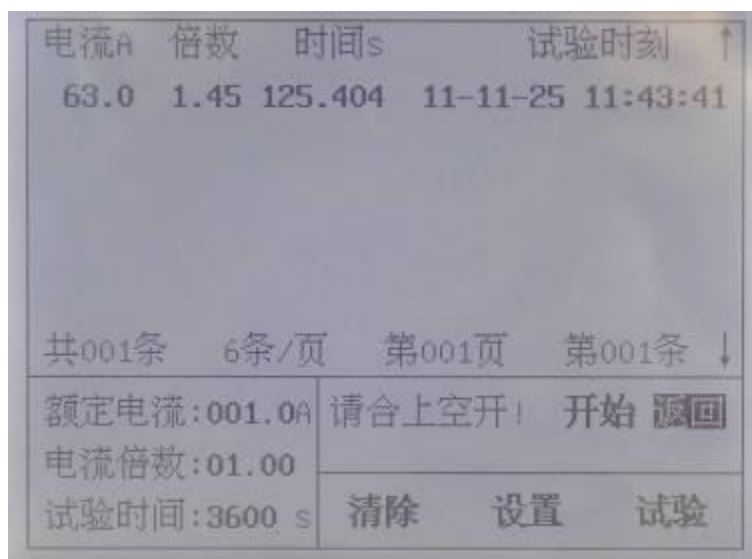 电流A 倍数 时间s 试验时刻 ↑
63.0 1.45 125.404 11-11-25 11:43:41
共001条 6条/页 第001页 第001条 ↓
额定电流:001.0A 请合上空开! 开始 返回
电流倍数:01.00
试验时间:3600 s 清除 设置 试验